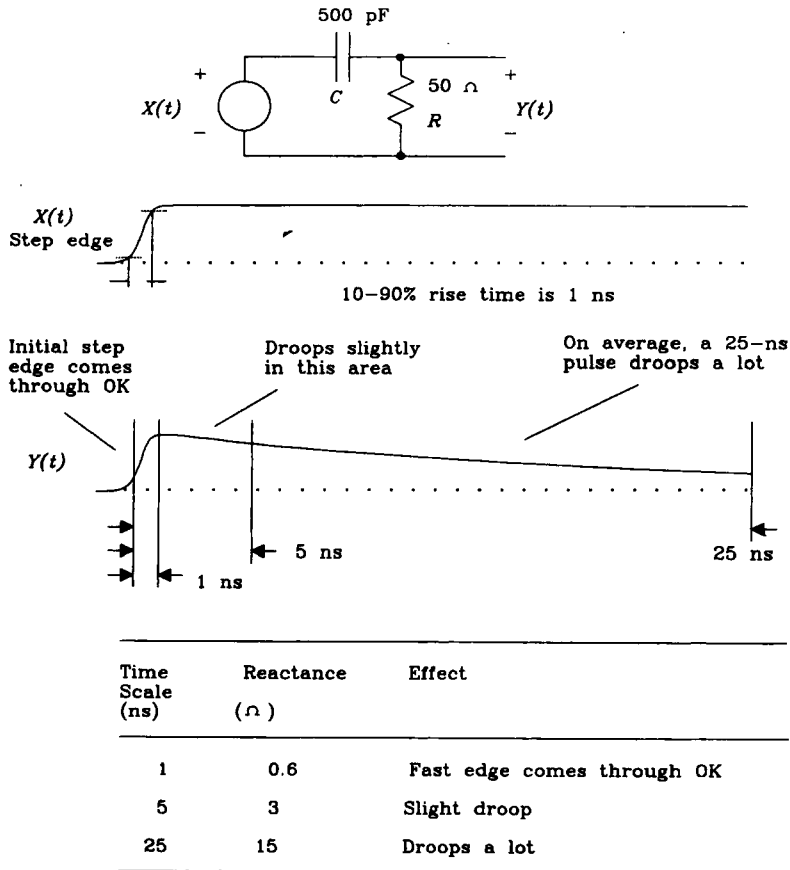 500 pF
+
X(t)
−
C
50 Ω
R
+
Y(t)
−
X(t)
Step edge
10–90% rise time is 1 ns
Initial step
edge comes
through OK
Droops slightly
in this area
On average, a 25–ns
pulse droops a lot
Y(t)
5 ns
25 ns
1 ns
Time
Scale
(ns)
Reactance
(Ω)
Effect
1 0.6 Fast edge comes through OK
5 3 Slight droop
25 15 Droops a lot